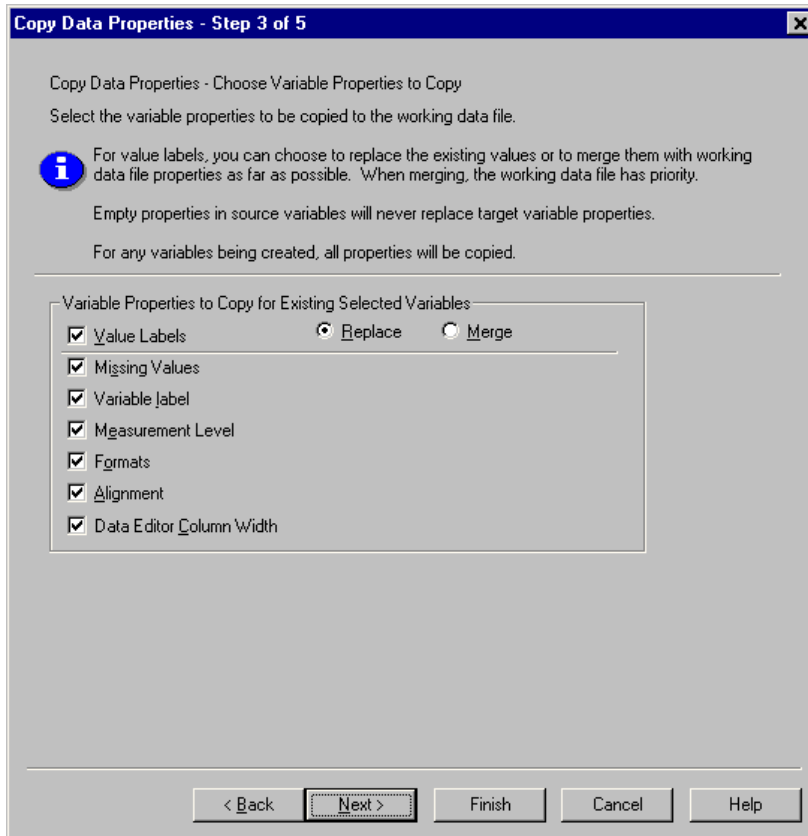 Copy Data Properties - Step 3 of 5
Copy Data Properties - Choose Variable Properties to Copy
Select the variable properties to be copied to the working data file.
For value labels, you can choose to replace the existing values or to merge them with working
data file properties as far as possible.  When merging, the working data file has priority.
Empty properties in source variables will never replace target variable properties.
For any variables being created, all properties will be copied.
Variable Properties to Copy for Existing Selected Variables
Value Labels Replace Merge
Missing Values
Variable label
Measurement Level
Formats
Alignment
Data Editor Column Width
< Back Next > Finish Cancel Help